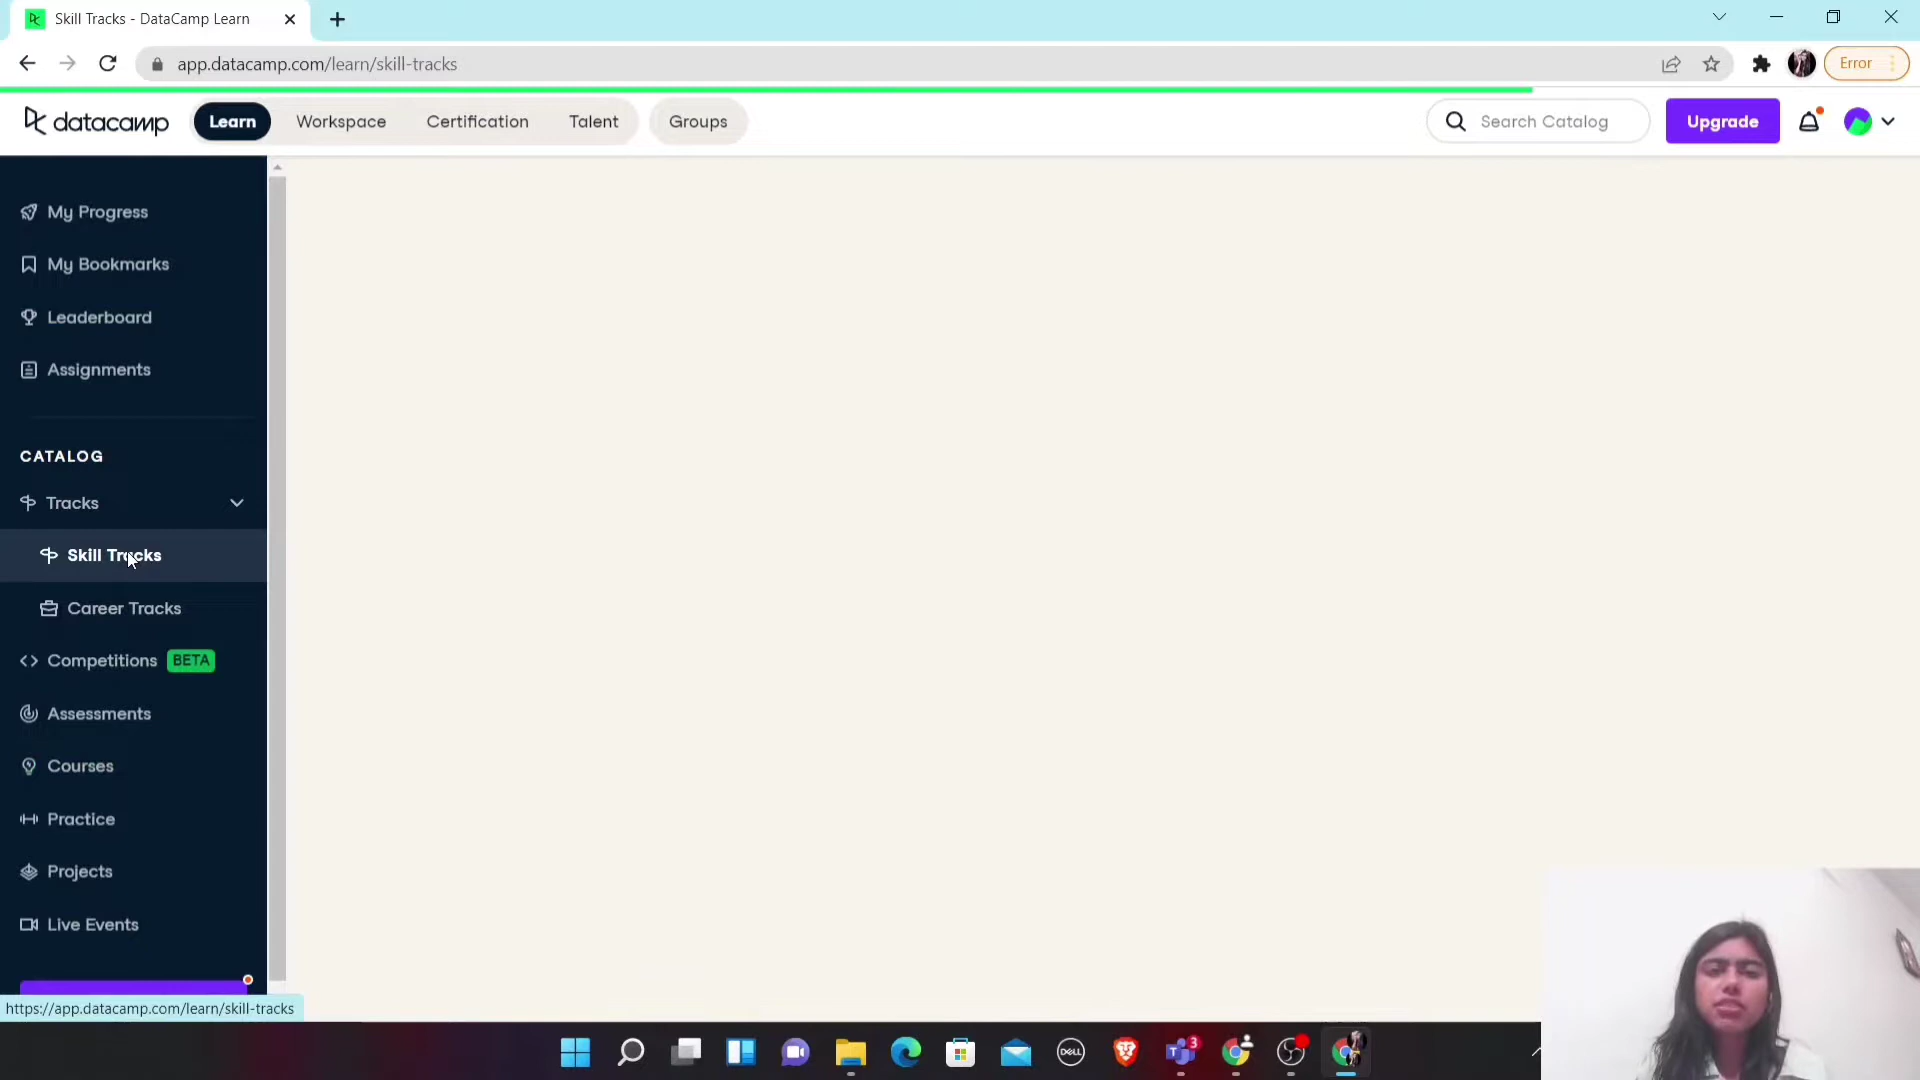 Skill Tracks - DataCamp Learn
app.datacamp.com/learn/skill-tracks
Error
datacamp
Learn
Workspace
Certification
Talent
Groups
Search Catalog
Upgrade
My Progress
My Bookmarks
Leaderboard
Assignments
CATALOG
Tracks
Skill Tracks
Career Tracks
Competitions BETA
Assessments
Courses
Practice
Projects
Live Events
https://app.datacamp.com/learn/skill-tracks
DELL
T
3